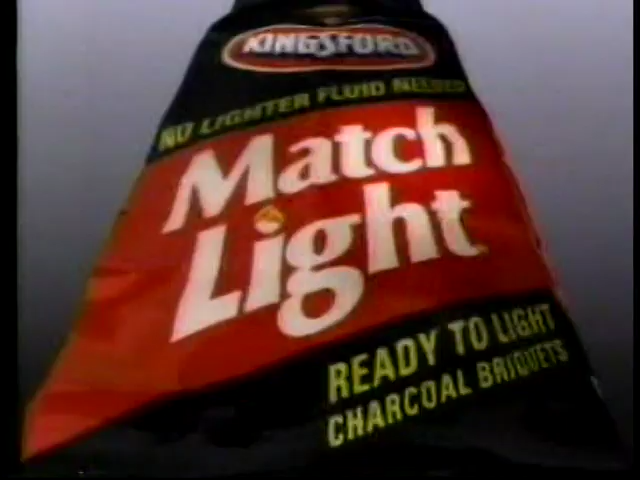 KINGSFORD
NO LIGHTER FLUID NEEDED
Match
Light
READY TO LIGHT
CHARCOAL BRIQUETS